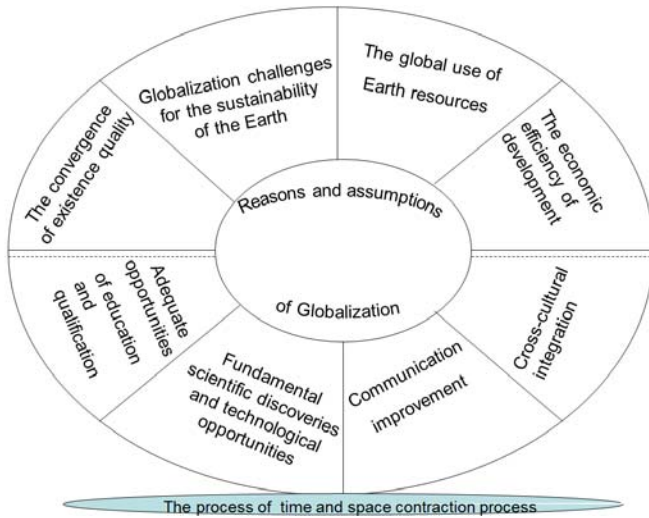 Globalization challenges
for the sustainability
of the Earth
The global use of
Earth resources
The convergence
of existence quality
The economic
efficiency of
development
Reasons and assumptions
of Globalization
Adequate
opportunities
of education
and
qualification
Fundamental
scientific discoveries
and technological
opportunities
Communication
improvement
Cross-cultural
integration
The process of time and space contraction process